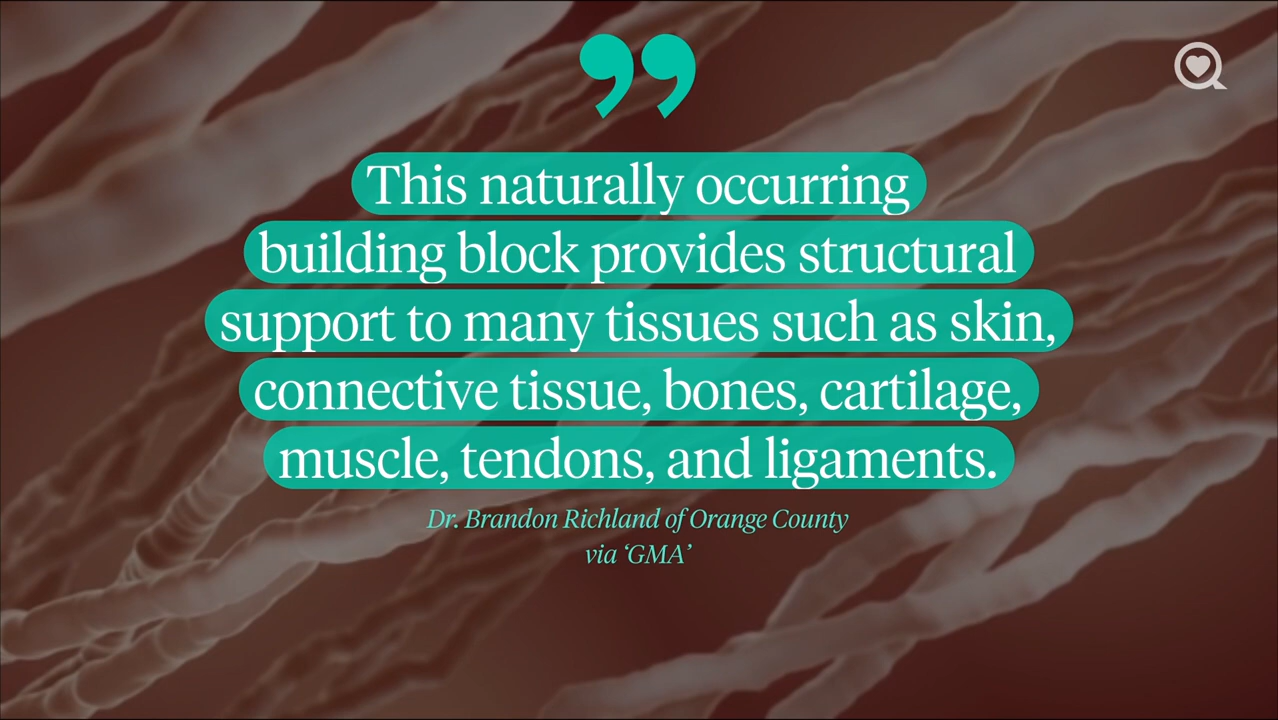 ”
This naturally occurring
building block provides structural
support to many tissues such as skin,
connective tissue, bones, cartilage,
muscle, tendons, and ligaments.
Dr. Brandon Richland of Orange County
via ‘GMA’